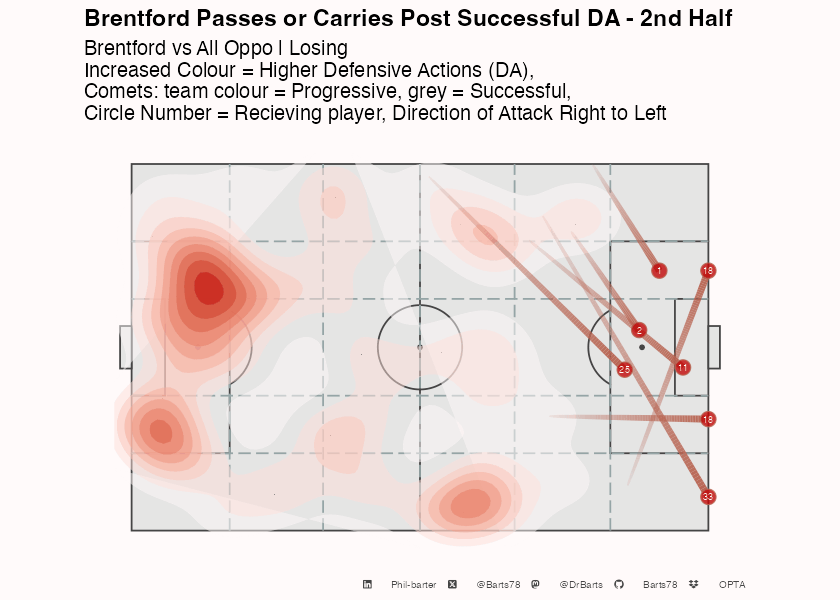 Brentford Passes or Carries Post Successful DA - 2nd Half
Brentford vs All Oppo | Losing
Increased Colour = Higher Defensive Actions (DA),
Comets: team colour = Progressive, grey = Successful,
Circle Number = Recieving player, Direction of Attack Right to Left
1
18
2
25
11
18
33
Phil-barter @Barts78 @DrBarts Barts78 OPTA